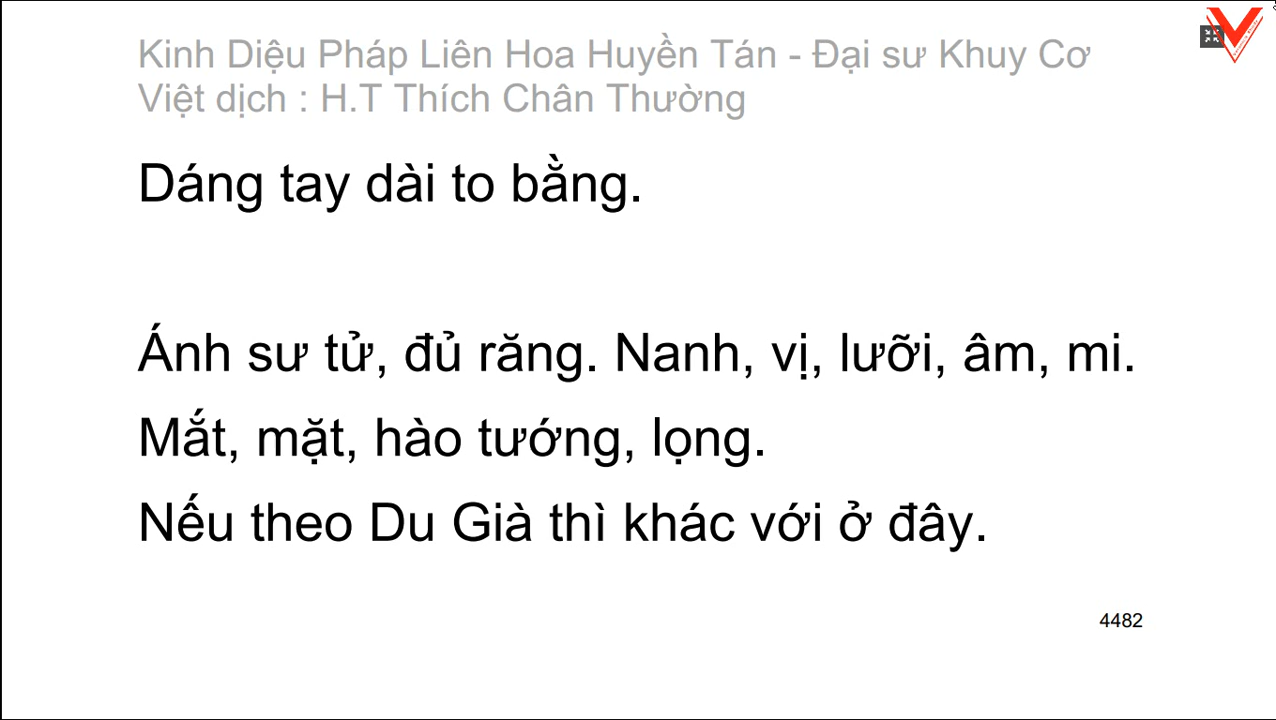 Kinh Diệu Pháp Liên Hoa Huyền Tán - Đại sư Khuy Cơ
Việt dịch : H.T Thích Chân Thường
Dáng tay dài to bằng.
Ánh sư tử, đủ răng. Nanh, vị, lưỡi, âm, mi.
Mắt, mặt, hào tướng, lọng.
Nếu theo Du Già thì khác với ở đây.
4482